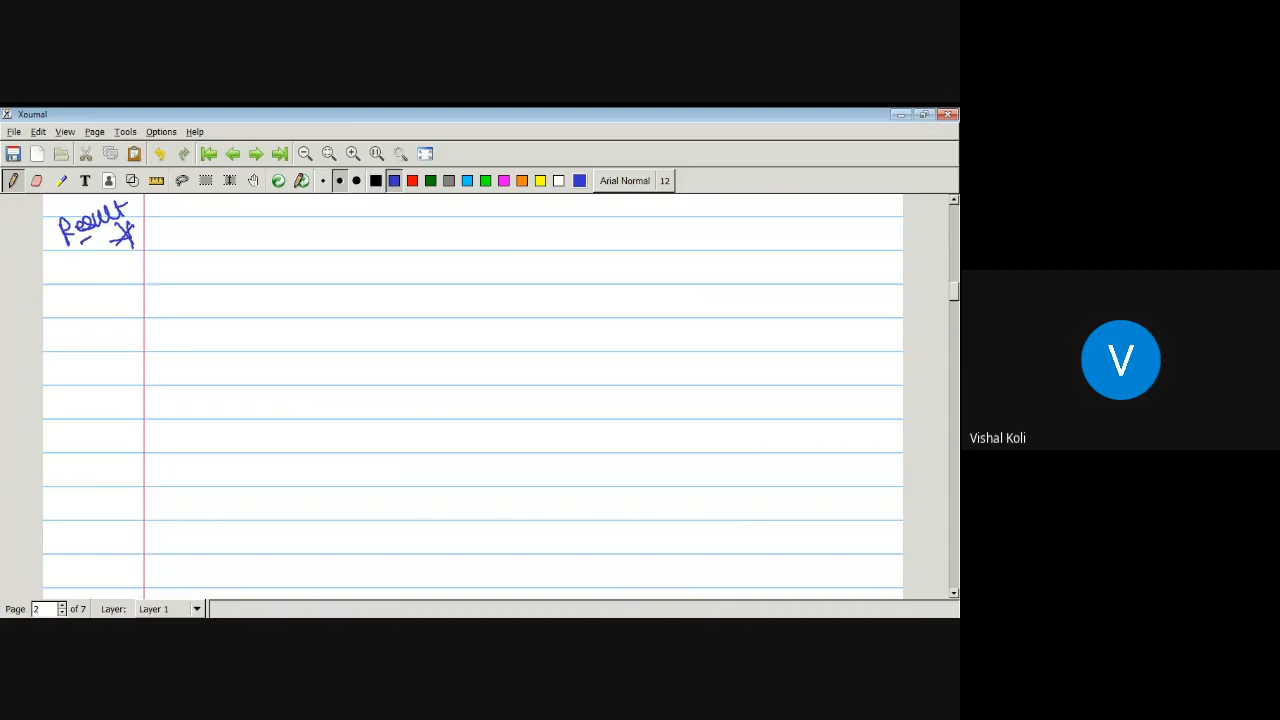 Xournal
File Edit View Page Tools Options Help
T Arial Normal 12
Result
V
Vishal Koli
Page 2 of 7 Layer: Layer 1